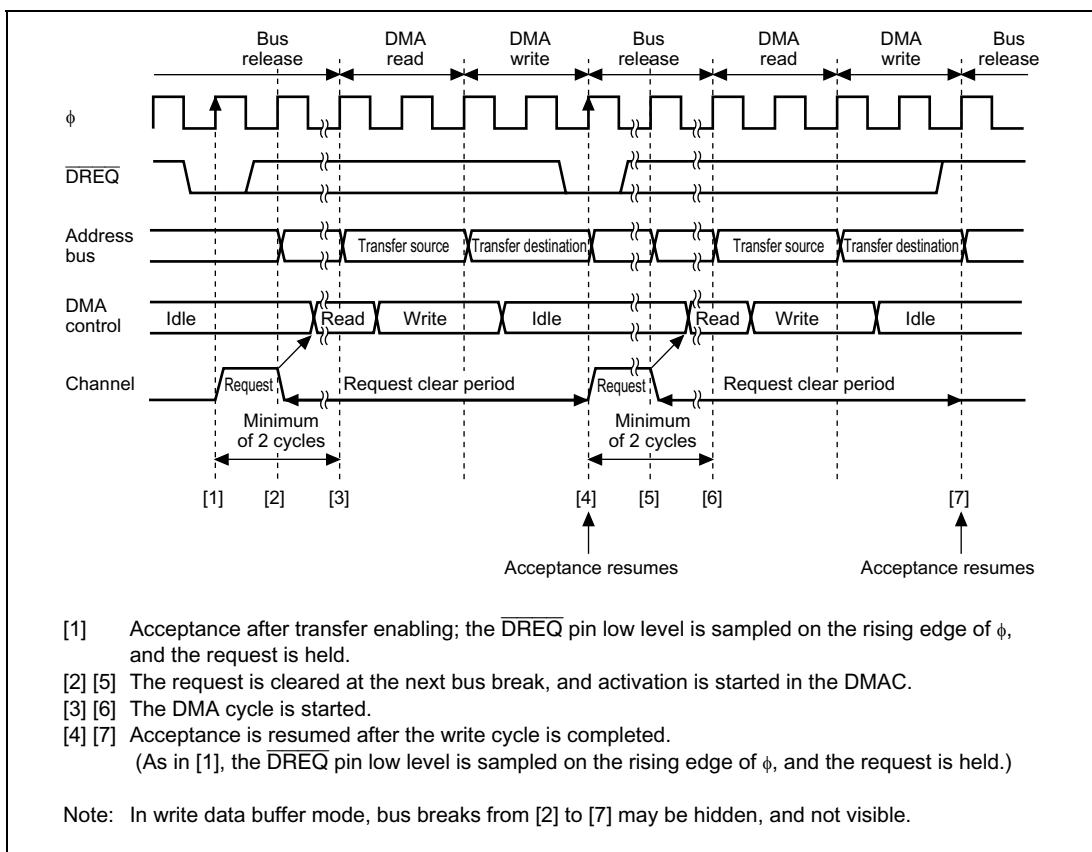 Bus release DMA read DMA write Bus release DMA read DMA write Bus release
φ
DREQ
Address bus Transfer source Transfer destination Transfer source Transfer destination
DMA control Idle Read Write Idle Read Write Idle
Channel Request Request clear period Request Request clear period
Minimum of 2 cycles Minimum of 2 cycles
[1] [2] [3] [4] [5] [6] [7]
Acceptance resumes Acceptance resumes
[1] Acceptance after transfer enabling; the DREQ pin low level is sampled on the rising edge of φ,
and the request is held.
[2] [5] The request is cleared at the next bus break, and activation is started in the DMAC.
[3] [6] The DMA cycle is started.
[4] [7] Acceptance is resumed after the write cycle is completed.
(As in [1], the DREQ pin low level is sampled on the rising edge of φ, and the request is held.)
Note: In write data buffer mode, bus breaks from [2] to [7] may be hidden, and not visible.